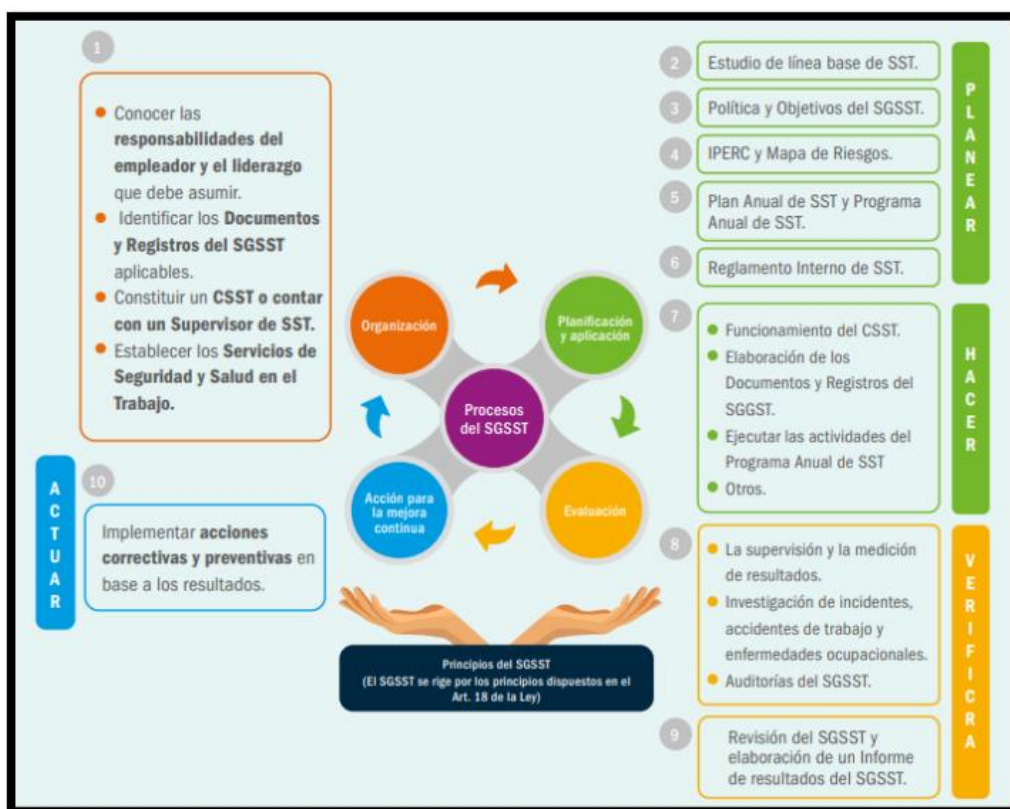 1
Conocer las
responsabilidades del
empleador y el liderazgo
que debe asumir.
Identificar los Documentos
y Registros del SGSST
aplicables.
Constituir un CSST o contar
con un Supervisor de SST.
Establecer los Servicios de
Seguridad y Salud en el
Trabajo.
2
Estudio de línea base de SST.
3
Política y Objetivos del SGSST.
4
IPERC y Mapa de Riesgos.
5
Plan Anual de SST y Programa
Anual de SST.
6
Reglamento Interno de SST.
PLANEAR
7
Funcionamiento del CSST.
Elaboración de los
Documentos y Registros del
SGGST.
Ejecutar las actividades del
Programa Anual de SST
Otros.
HACER
8
La supervisión y la medición
de resultados.
Investigación de incidentes,
accidentes de trabajo y
enfermedades ocupacionales.
Auditorías del SGSST.
9
Revisión del SGSST y
elaboración de un Informe
de resultados del SGSST.
VERIFICRA
10
Implementar acciones
correctivas y preventivas en
base a los resultados.
ACTUAR
Organización
Planificación
y aplicación
Procesos
del SGSST
Acción para
la mejora
continua
Evaluación
Principios del SGSST
(El SGSST se rige por los principios dispuestos en el
Art. 18 de la Ley)